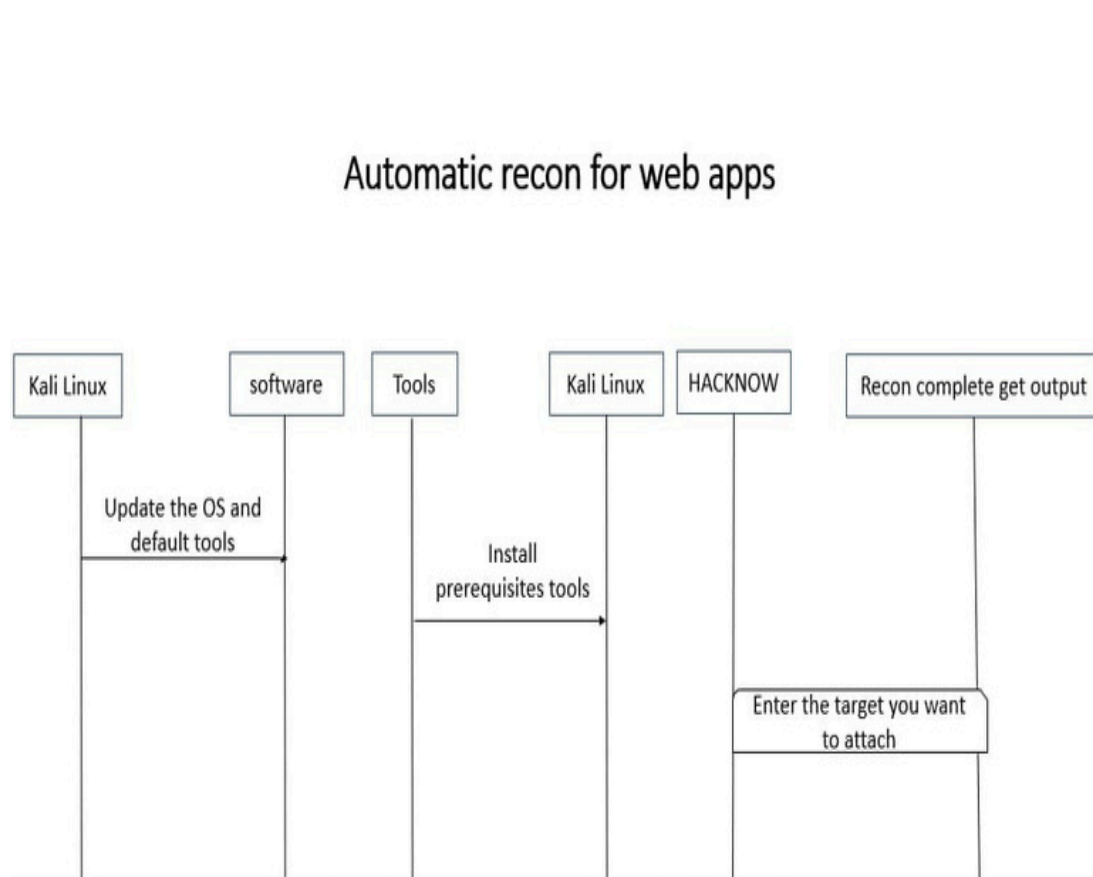 Automatic recon for web apps
Kali Linux
software
Tools
Kali Linux
HACKNOW
Recon complete get output
Update the OS and
default tools
Install
prerequisites tools
Enter the target you want
to attach